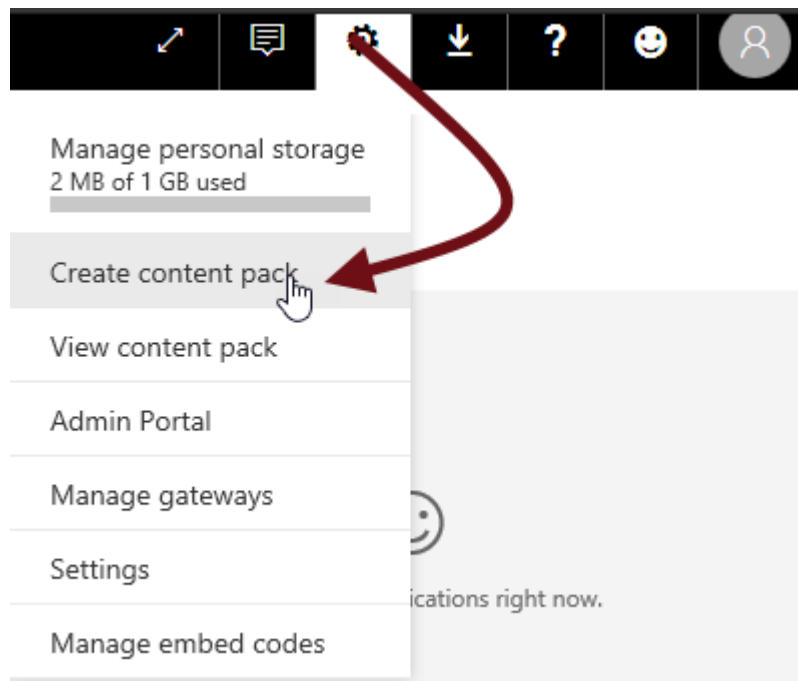 ?
Manage personal storage
2 MB of 1 GB used
Create content pack
View content pack
Admin Portal
Manage gateways
Settings
ications right now.
Manage embed codes